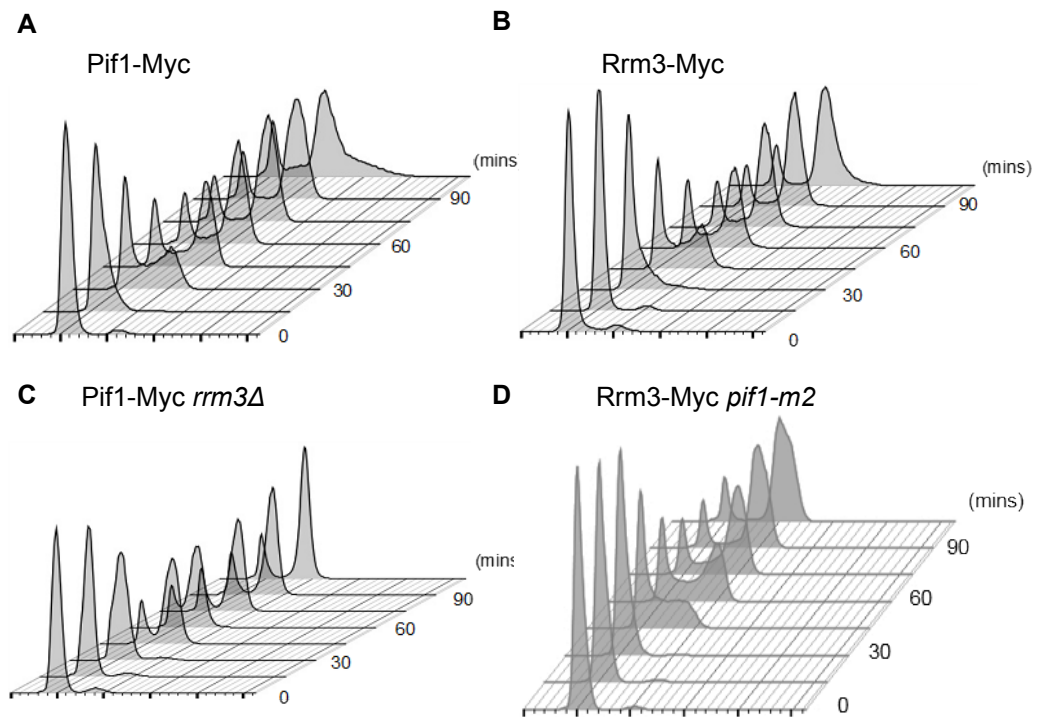 A
Pif1-Myc
(mins
90
60
30
0
B
Rrm3-Myc
(mins)
90
60
30
0
C
Pif1-Myc rrm3Δ
(mins
90
60
30
0
D
Rrm3-Myc pif1-m2
(mins)
90
60
30
0